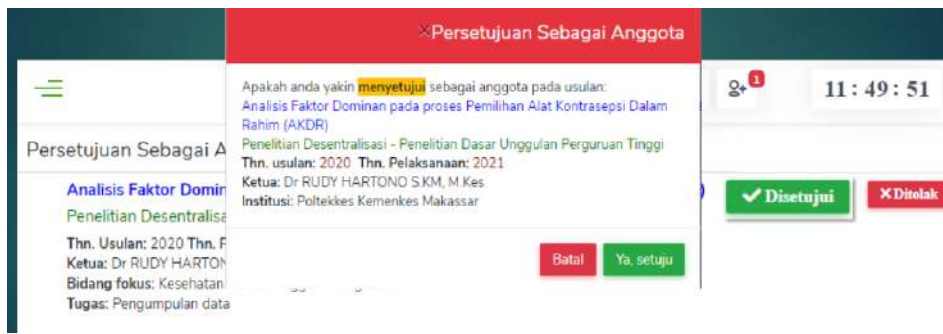 ×Persetujuan Sebagai Anggota
Apakah anda yakin menyetujui sebagai anggota pada usulan:
Analisis Faktor Dominan pada proses Pemilihan Alat Kontrasepsi Dalam
Rahim (AKDR)
Penelitian Desentralisasi - Penelitian Dasar Unggulan Perguruan Tinggi
Thn. usulan: 2020 Thn. Pelaksanaan: 2021
Ketua: Dr RUDY HARTONO S.KM, M.Kes
Institusi: Poltekkes Kemenkes Makassar
Batal Ya, setuju
1
11 : 49 : 51
Persetujuan Sebagai A
Analisis Faktor Domin
Disetujui
Ditolak
Penelitian Desentralisa
Thn. Usulan: 2020 Thn. P
Ketua: Dr RUDY HARTON
Bidang fokus: Kesehatan
Tugas: Pengumpulan data